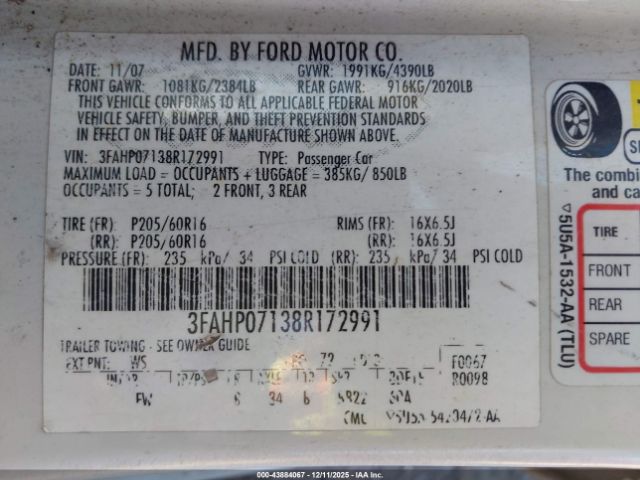 MFD. BY FORD MOTOR CO.
DATE: 11/07 GVWR: 1991KG/4390LB
FRONT GAWR: 1081KG/2384LB REAR GAWR: 916KG/2020LB
THIS VEHICLE CONFORMS TO ALL APPLICABLE FEDERAL MOTOR
VEHICLE SAFETY, BUMPER, AND THEFT PREVENTION STANDARDS
IN EFFECT ON THE DATE OF MANUFACTURE SHOWN ABOVE.
VIN: 3FAHP07138R172991 TYPE: Passenger Car
MAXIMUM LOAD = OCCUPANTS + LUGGAGE = 385KG/ 850LB
OCCUPANTS = 5 TOTAL; 2 FRONT, 3 REAR
TIRE (FR): P205/60R16 RIMS (FR): 16X6.5J
(RR): P205/60R16 (RR): 16X6.5J
PRESSURE (FR): 235 kPa/ 34 PSI COLD (RR): 235 kPa/ 34 PSI COLD
3FAHP07138R172991
TRAILER TOWING - SEE OWNER GUIDE
EXT PNT: WS F0067
R0098
The combin
and ca
TIRE
FRONT
REAR
SPARE
5U5A-1532-AA (TLU)
0-43884067 - 12/11/2025 - IAA Inc.